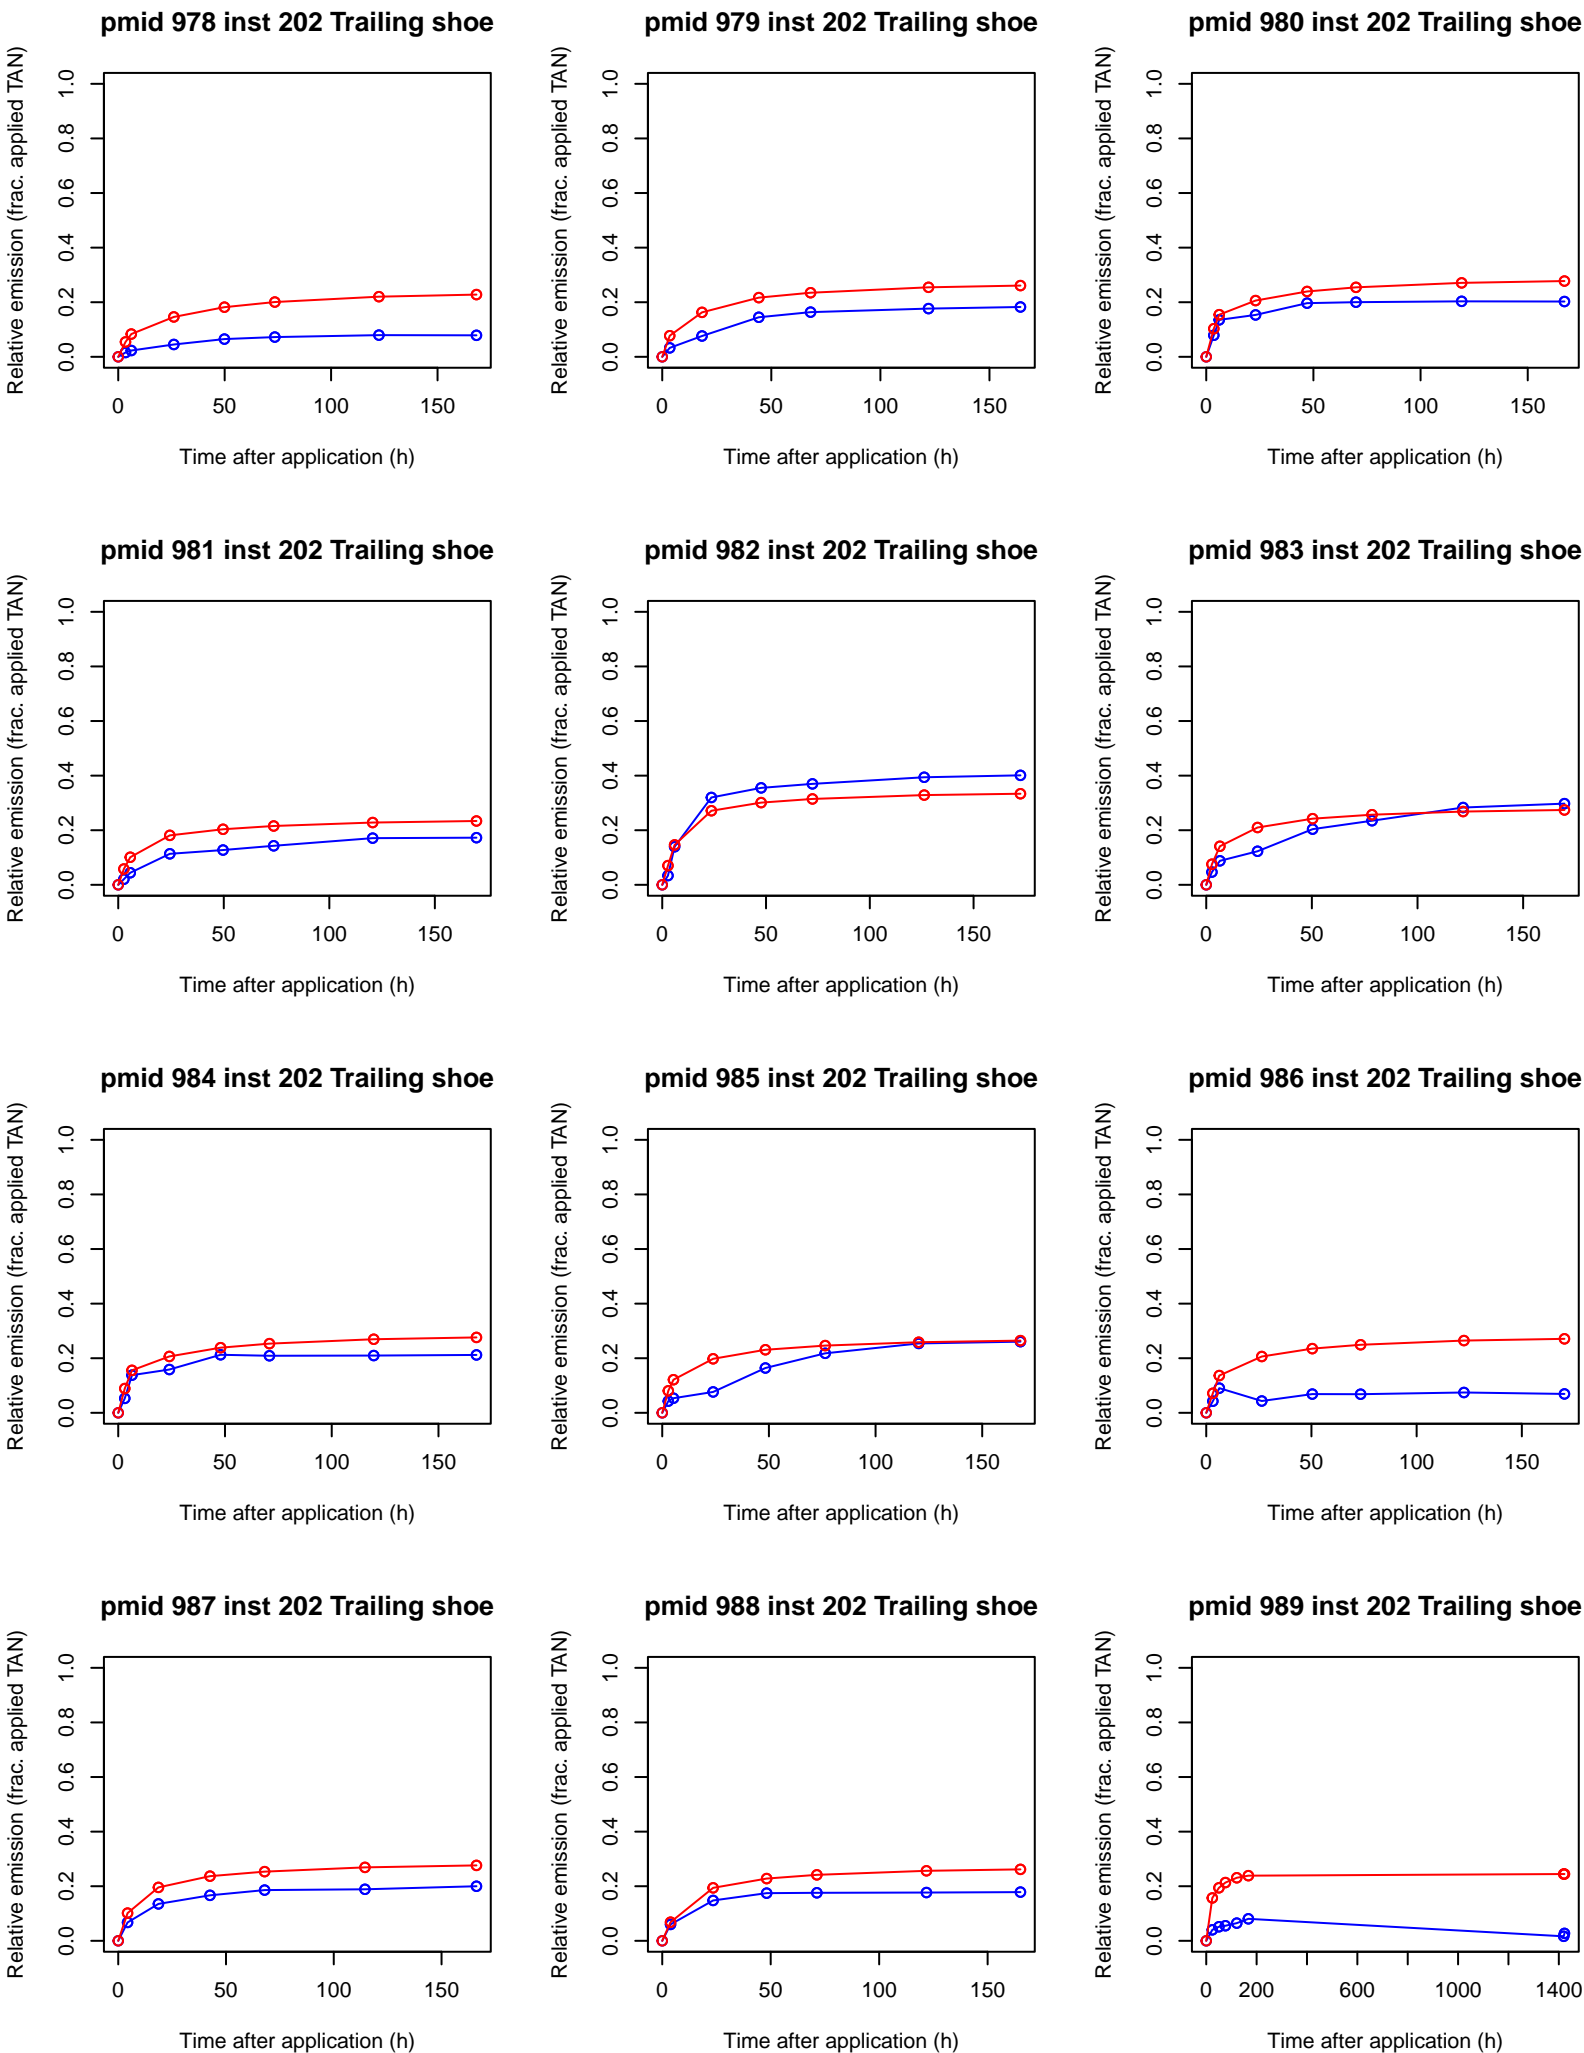 pmid 978 inst 202 Trailing shoe
Relative emission (frac. applied TAN)
0.0 0.2 0.4 0.6 0.8 1.0
0 50 100 150
Time after application (h)
pmid 979 inst 202 Trailing shoe
Relative emission (frac. applied TAN)
0.0 0.2 0.4 0.6 0.8 1.0
0 50 100 150
Time after application (h)
pmid 980 inst 202 Trailing shoe
Relative emission (frac. applied TAN)
0.0 0.2 0.4 0.6 0.8 1.0
0 50 100 150
Time after application (h)
pmid 981 inst 202 Trailing shoe
Relative emission (frac. applied TAN)
0.0 0.2 0.4 0.6 0.8 1.0
0 50 100 150
Time after application (h)
pmid 982 inst 202 Trailing shoe
Relative emission (frac. applied TAN)
0.0 0.2 0.4 0.6 0.8 1.0
0 50 100 150
Time after application (h)
pmid 983 inst 202 Trailing shoe
Relative emission (frac. applied TAN)
0.0 0.2 0.4 0.6 0.8 1.0
0 50 100 150
Time after application (h)
pmid 984 inst 202 Trailing shoe
Relative emission (frac. applied TAN)
0.0 0.2 0.4 0.6 0.8 1.0
0 50 100 150
Time after application (h)
pmid 985 inst 202 Trailing shoe
Relative emission (frac. applied TAN)
0.0 0.2 0.4 0.6 0.8 1.0
0 50 100 150
Time after application (h)
pmid 986 inst 202 Trailing shoe
Relative emission (frac. applied TAN)
0.0 0.2 0.4 0.6 0.8 1.0
0 50 100 150
Time after application (h)
pmid 987 inst 202 Trailing shoe
Relative emission (frac. applied TAN)
0.0 0.2 0.4 0.6 0.8 1.0
0 50 100 150
Time after application (h)
pmid 988 inst 202 Trailing shoe
Relative emission (frac. applied TAN)
0.0 0.2 0.4 0.6 0.8 1.0
0 50 100 150
Time after application (h)
pmid 989 inst 202 Trailing shoe
Relative emission (frac. applied TAN)
0.0 0.2 0.4 0.6 0.8 1.0
0 200 600 1000 1400
Time after application (h)